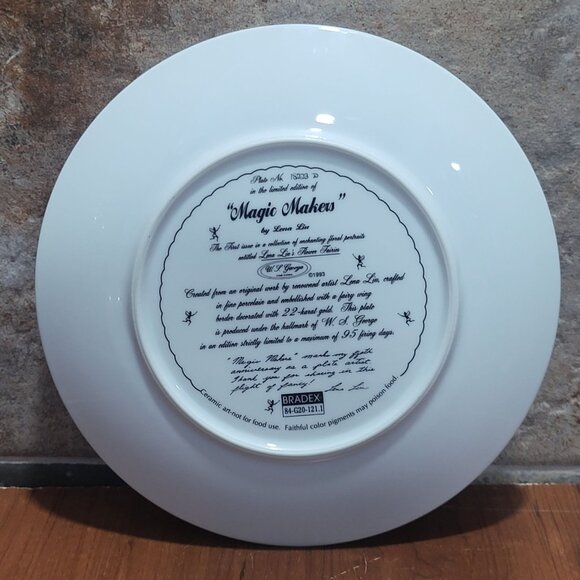 Plate No.
in the limited edition of
"Magic Makers"
by Lena Liu
The First issue in a collection of enchanting floral portraits
entitled Lena Liu's Flower Fairies
W.S. George
©1993
Created from an original work by renowned artist Lena Liu, crafted
in fine porcelain and embellished with a fairy wing
border decorated with 22-karat gold. This plate
is produced under the hallmark of W. S. George
in an edition strictly limited to a maximum of 95 firing days.
"Magic Makers" marks my fifth
anniversary as a plate artist.
Thank you for sharing in this
flight of fancy!
Lena Liu
BRADEX
84-G20-121.1
Ceramic art-not for food use. Faithful color pigments may poison food.